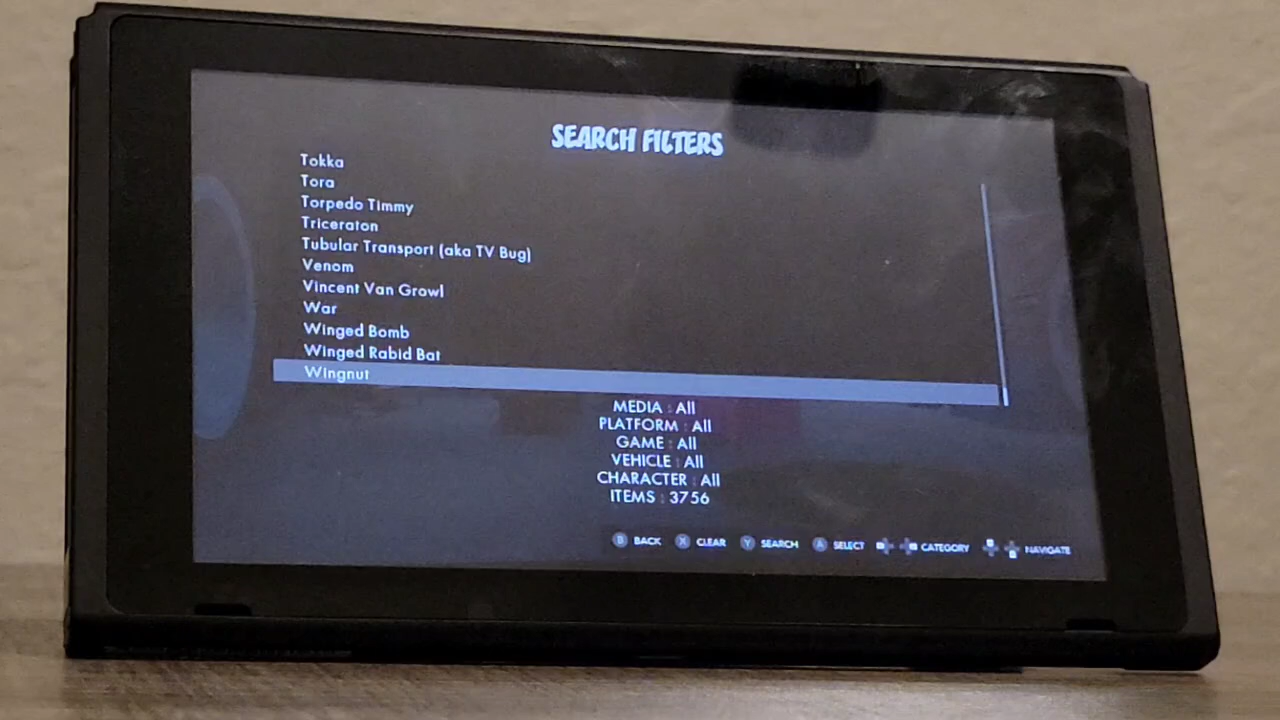 SEARCH FILTERS
Tokka
Tora
Torpedo Timmy
Triceraton
Tubular Transport (aka TV Bug)
Venom
Vincent Van Growl
War
Winged Bomb
Winged Rabid Bat
Wingnut
MEDIA : All
PLATFORM : All
GAME : All
VEHICLE : All
CHARACTER : All
ITEMS : 3756
B BACK X CLEAR Y SEARCH A SELECT CATEGORY NAVIGATE